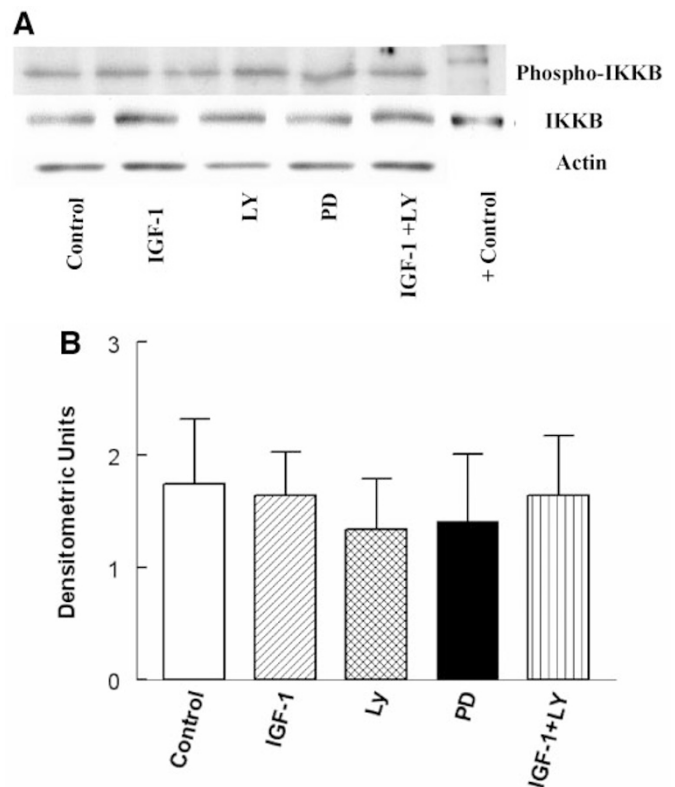 A
Phospho-IKKB
IKKB
Actin
Control
IGF-1
LY
PD
IGF-1 +LY
+ Control
B
Densitometric Units
3
2
1
0
Control
IGF-1
Ly
PD
IGF-1+LY